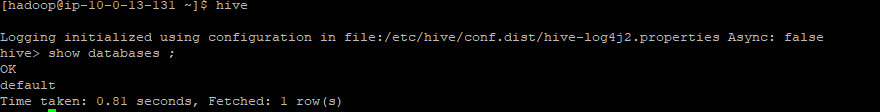 [hadoop@ip-10-0-13-131 ~]$ hive
Logging initialized using configuration in file:/etc/hive/conf.dist/hive-log4j2.properties Async: false
hive> show databases ;
OK
default
Time taken: 0.81 seconds, Fetched: 1 row(s)